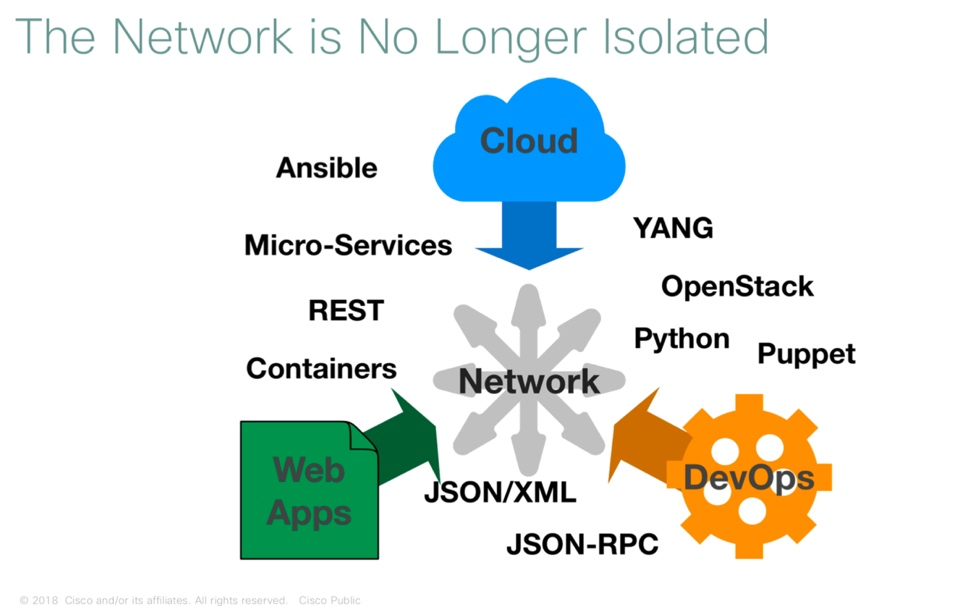 The Network is No Longer Isolated
Cloud
Ansible
YANG
Micro-Services
OpenStack
REST
Python
Puppet
Containers
Network
Web
Apps
DevOps
JSON/XML
JSON-RPC
© 2018 Cisco and/or its affiliates. All rights reserved. Cisco Public